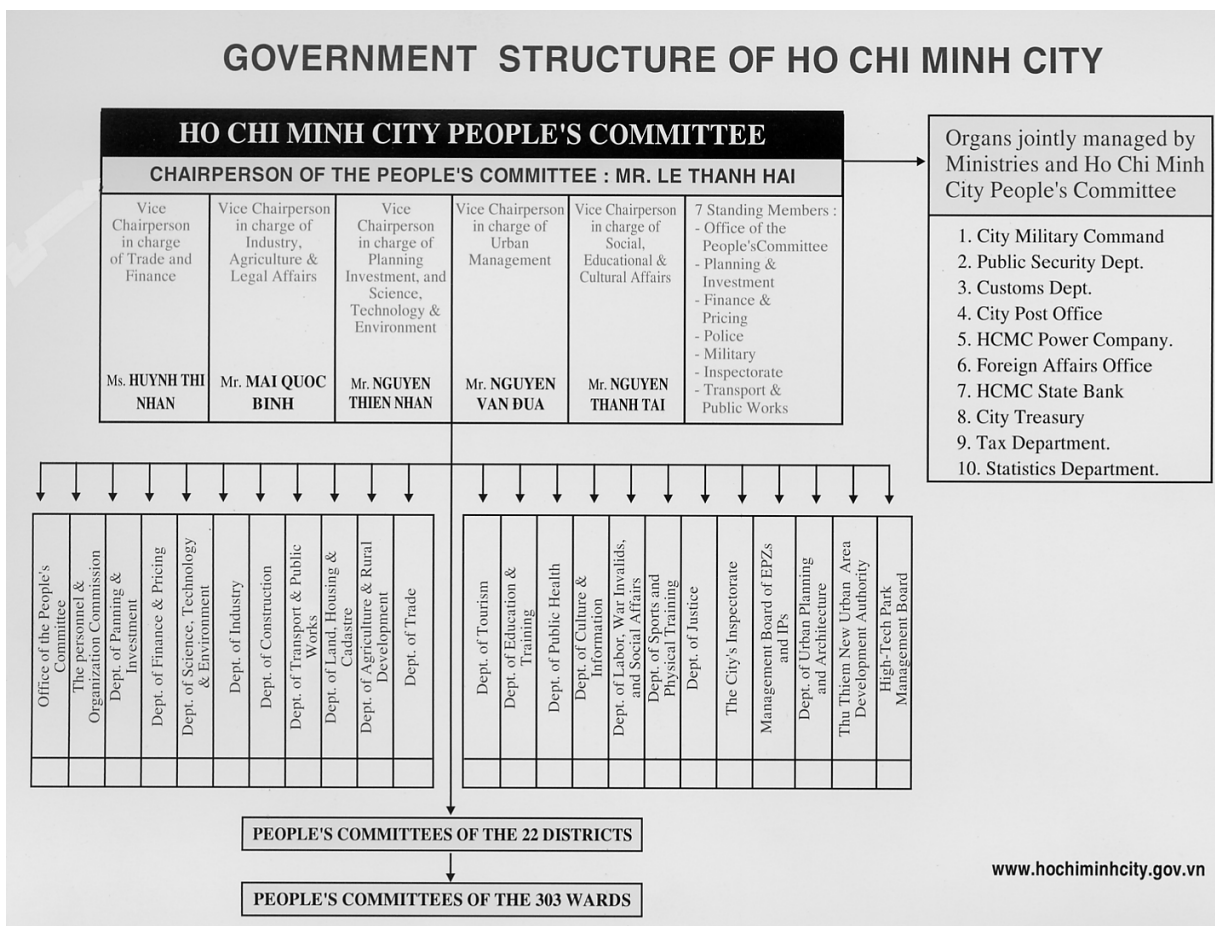 GOVERNMENT STRUCTURE OF HO CHI MINH CITY
HO CHI MINH CITY PEOPLE'S COMMITTEE
CHAIRPERSON OF THE PEOPLE'S COMMITTEE : MR. LE THANH HAI
Vice
Chairperson
in charge
of Trade and
Finance
Ms. HUYNH THI
NHAN
Vice Chairperson
in charge of
Industry,
Agriculture &
Legal Affairs
Mr. MAI QUOC
BINH
Vice
Chairperson
in charge of
Planning
Investment, and
Science,
Technology &
Environment
Mr. NGUYEN
THIEN NHAN
Vice Chairperson
in charge of
Urban
Management
Mr. NGUYEN
VAN ĐUA
Vice Chairperson
in charge of
Social,
Educational &
Cultural Affairs
Mr. NGUYEN
THANH TAI
7 Standing Members :
- Office of the
People'sCommittee
- Planning &
Investment
- Finance &
Pricing
- Police
- Military
- Inspectorate
- Transport &
Public Works
Organs jointly managed by
Ministries and Ho Chi Minh
City People's Committee
1. City Military Command
2. Public Security Dept.
3. Customs Dept.
4. City Post Office
5. HCMC Power Company.
6. Foreign Affairs Office
7. HCMC State Bank
8. City Treasury
9. Tax Department.
10. Statistics Department.
Office of the People's
Committee
The personnel &
Organization Commission
Dept. of Panning &
Investment
Dept. of Finance & Pricing
Dept. of Science, Technology
& Environment
Dept. of Industry
Dept. of Construction
Dept. of Transport & Public
Works
Dept. of Land, Housing &
Cadastre
Dept. of Agriculture & Rural
Development
Dept. of Trade
Dept. of Tourism
Dept. of Education &
Training
Dept. of Public Health
Dept. of Culture &
Information
Dept. of Labor, War Invalids,
and Social Affairs
Dept. of Sports and
Physical Training
Dept. of Justice
The City's Inspectorate
Management Board of EPZs
and IPs
Dept. of Urban Planning
and Architecture
Thu Thiem New Urban Area
Development Authority
High-Tech Park
Management Board
PEOPLE'S COMMITTEES OF THE 22 DISTRICTS
PEOPLE'S COMMITTEES OF THE 303 WARDS
www.hochiminhcity.gov.vn